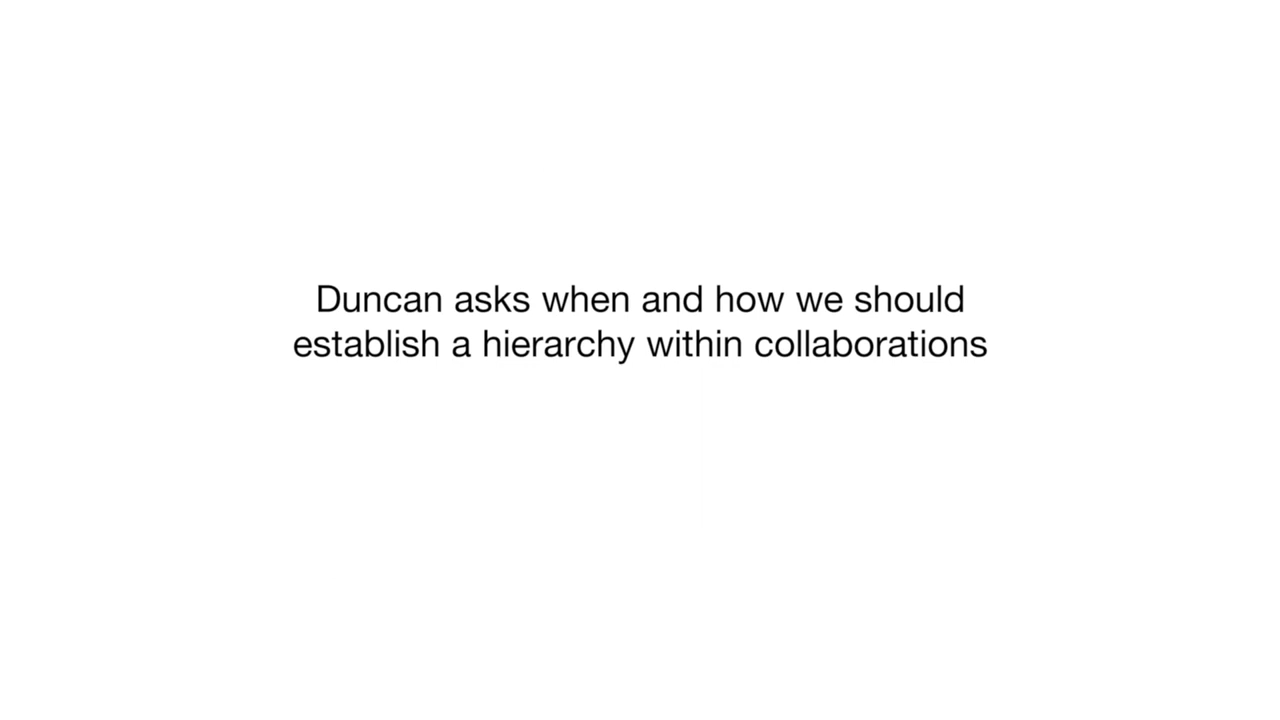 Duncan asks when and how we should
establish a hierarchy within collaborations